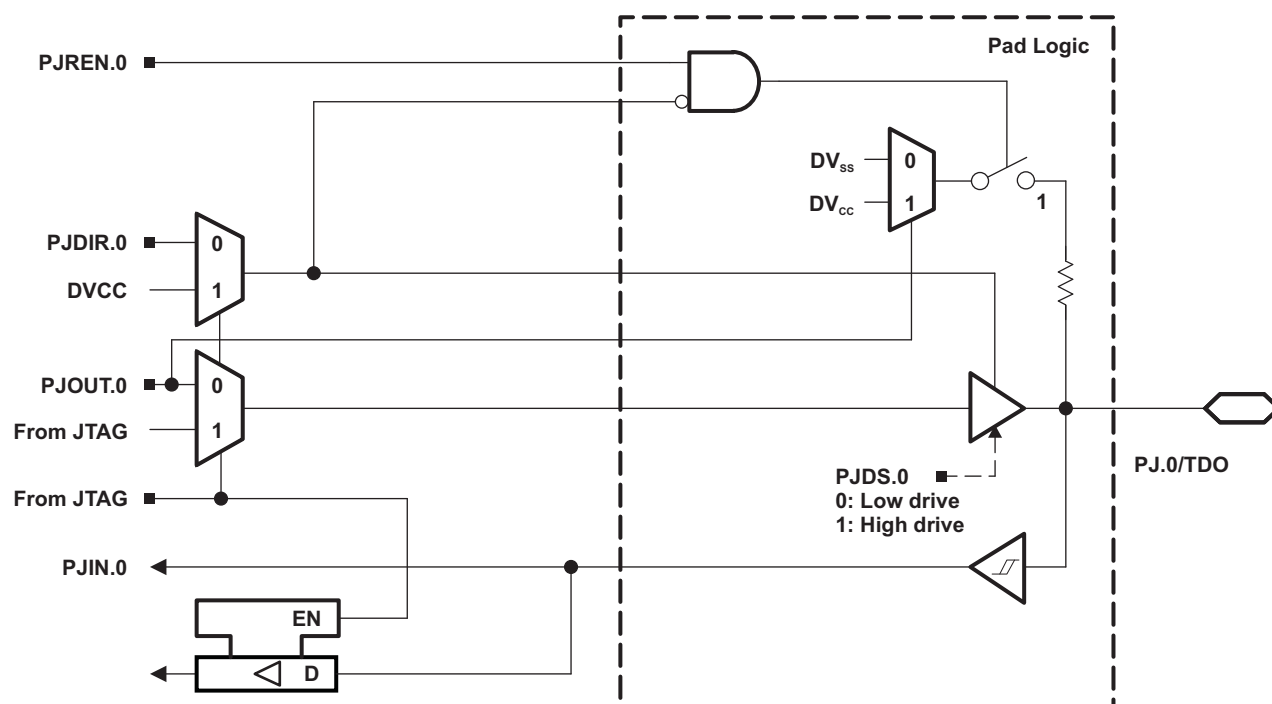 Pad Logic
PJREN.0
DVSS
0
DVCC
1
1
PJDIR.0
0
DVCC
1
PJOUT.0
0
From JTAG
1
PJ.0/TDO
PJDS.0
0: Low drive
1: High drive
From JTAG
PJIN.0
EN
D